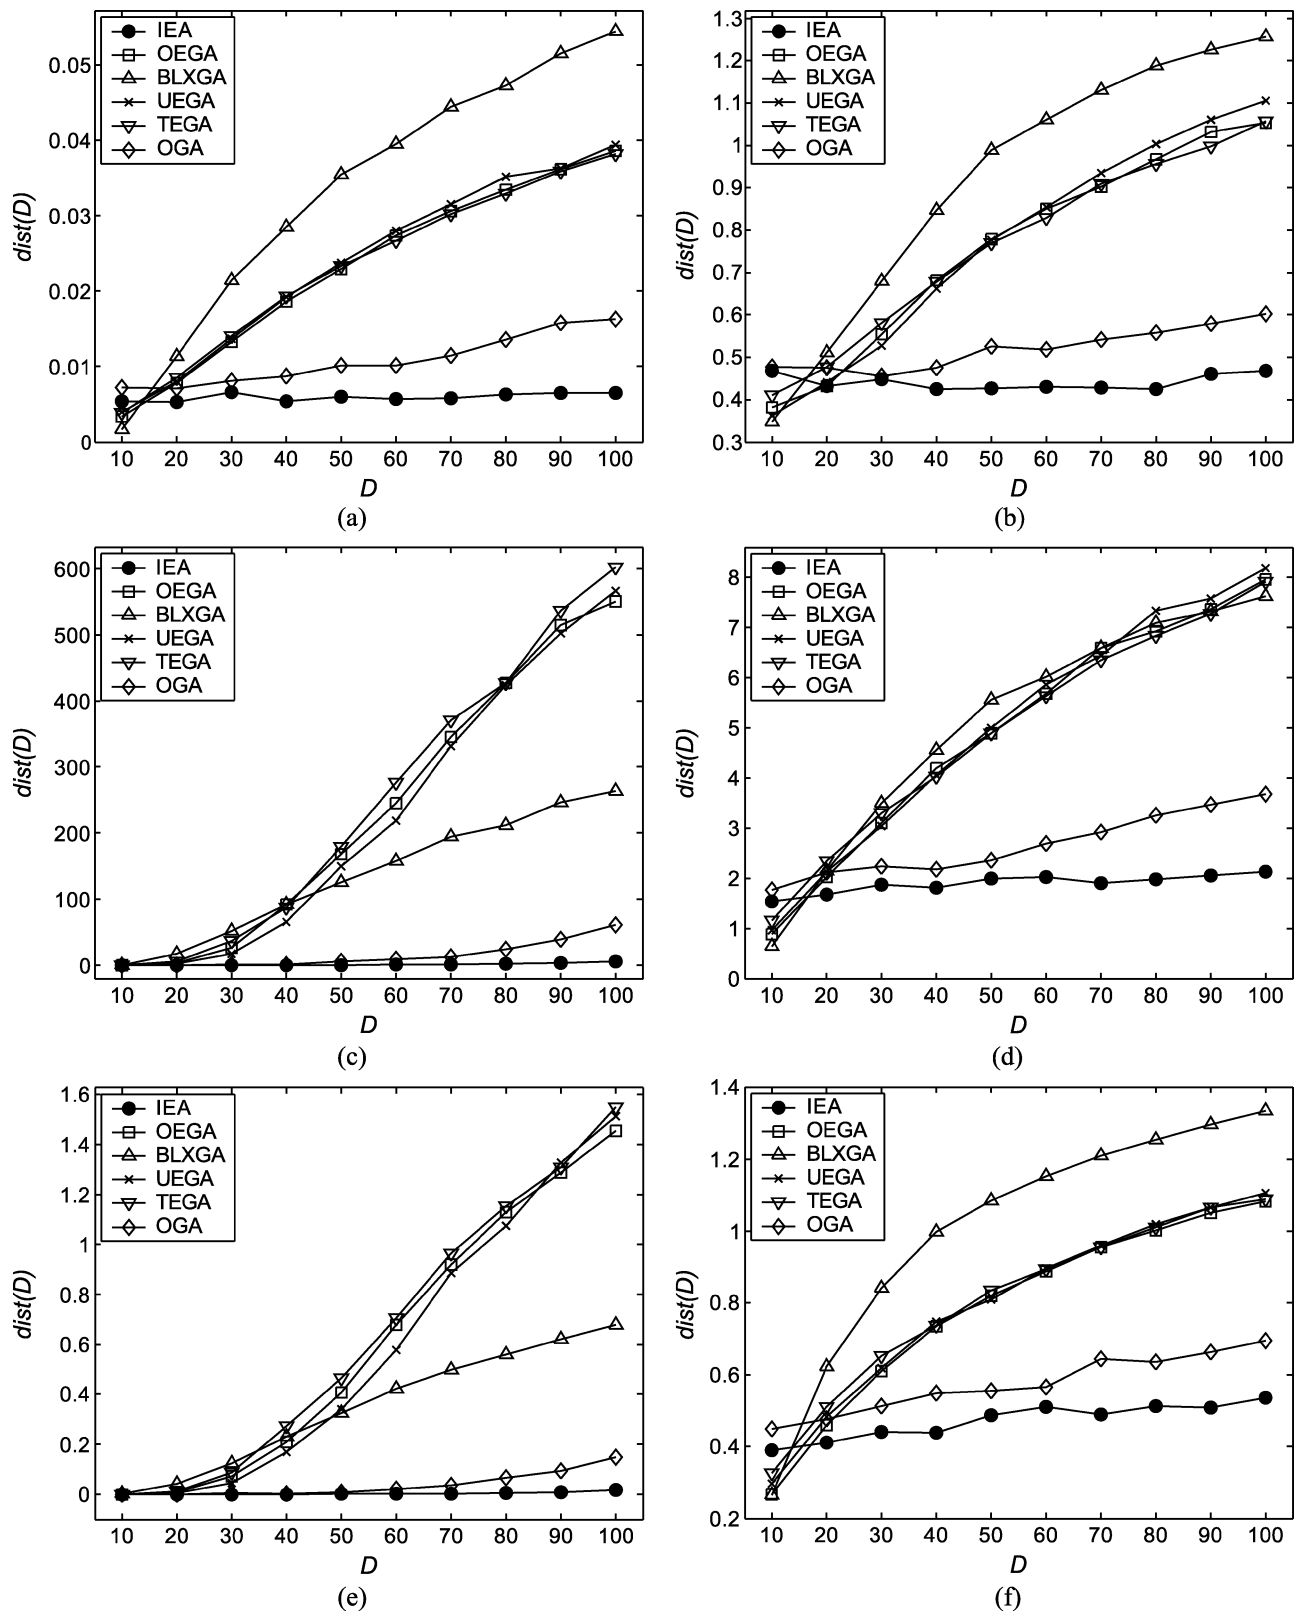 IEA
OEGA
BLXGA
UEGA
TEGA
OGA
0.05
0.04
0.03
0.02
0.01
0
dist(D)
10 20 30 40 50 60 70 80 90 100
D
(a)
IEA
OEGA
BLXGA
UEGA
TEGA
OGA
1.3
1.2
1.1
1
0.9
0.8
0.7
0.6
0.5
0.4
0.3
dist(D)
10 20 30 40 50 60 70 80 90 100
D
(b)
IEA
OEGA
BLXGA
UEGA
TEGA
OGA
600
500
400
300
200
100
0
dist(D)
10 20 30 40 50 60 70 80 90 100
D
(c)
IEA
OEGA
BLXGA
UEGA
TEGA
OGA
8
7
6
5
4
3
2
1
0
dist(D)
10 20 30 40 50 60 70 80 90 100
D
(d)
IEA
OEGA
BLXGA
UEGA
TEGA
OGA
1.6
1.4
1.2
1
0.8
0.6
0.4
0.2
0
dist(D)
10 20 30 40 50 60 70 80 90 100
D
(e)
IEA
OEGA
BLXGA
UEGA
TEGA
OGA
1.4
1.2
1
0.8
0.6
0.4
0.2
dist(D)
10 20 30 40 50 60 70 80 90 100
D
(f)